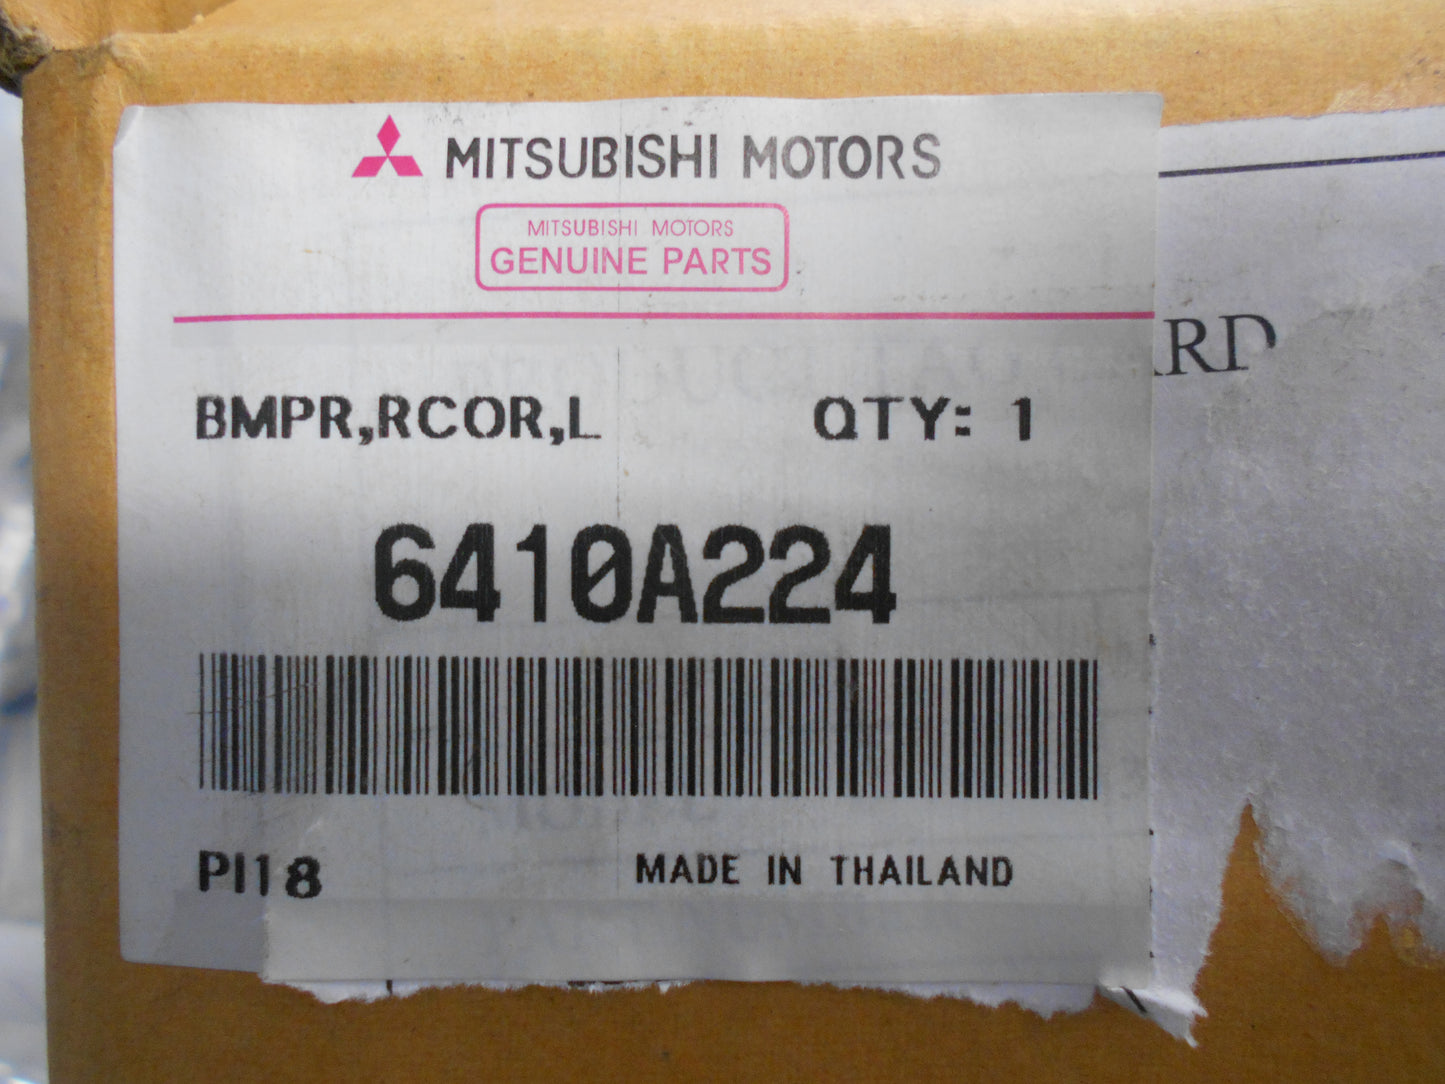 MITSUBISHI MOTORS
MITSUBISHI MOTORS
GENUINE PARTS
BMPR,RCOR,L QTY: 1
6410A224
PI18 MADE IN THAILAND
RD